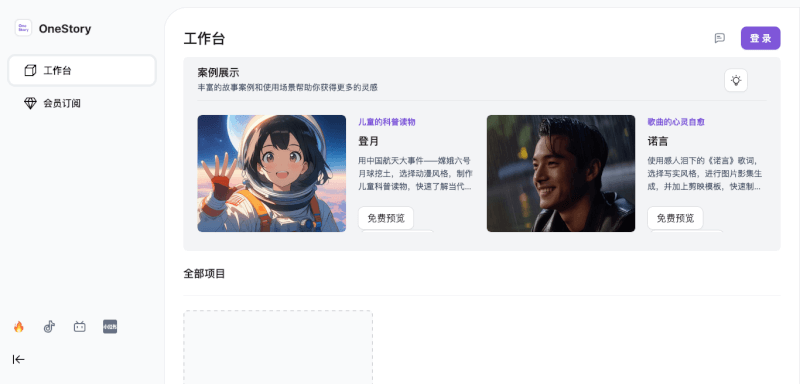 One Story
OneStory
工作台
会员订阅
小红书
工作台
登 录
案例展示
丰富的故事案例和使用场景帮助你获得更多的灵感
儿童的科普读物
登月
用中国航天大事件——嫦娥六号
月球挖土，选择动漫风格，制作
儿童科普读物，快速了解当代...
免费预览
歌曲的心灵自愈
诺言
使用感人泪下的《诺言》歌词，
选择写实风格，进行图片影集生
成，并加上剪映模板，快速制...
免费预览
全部项目